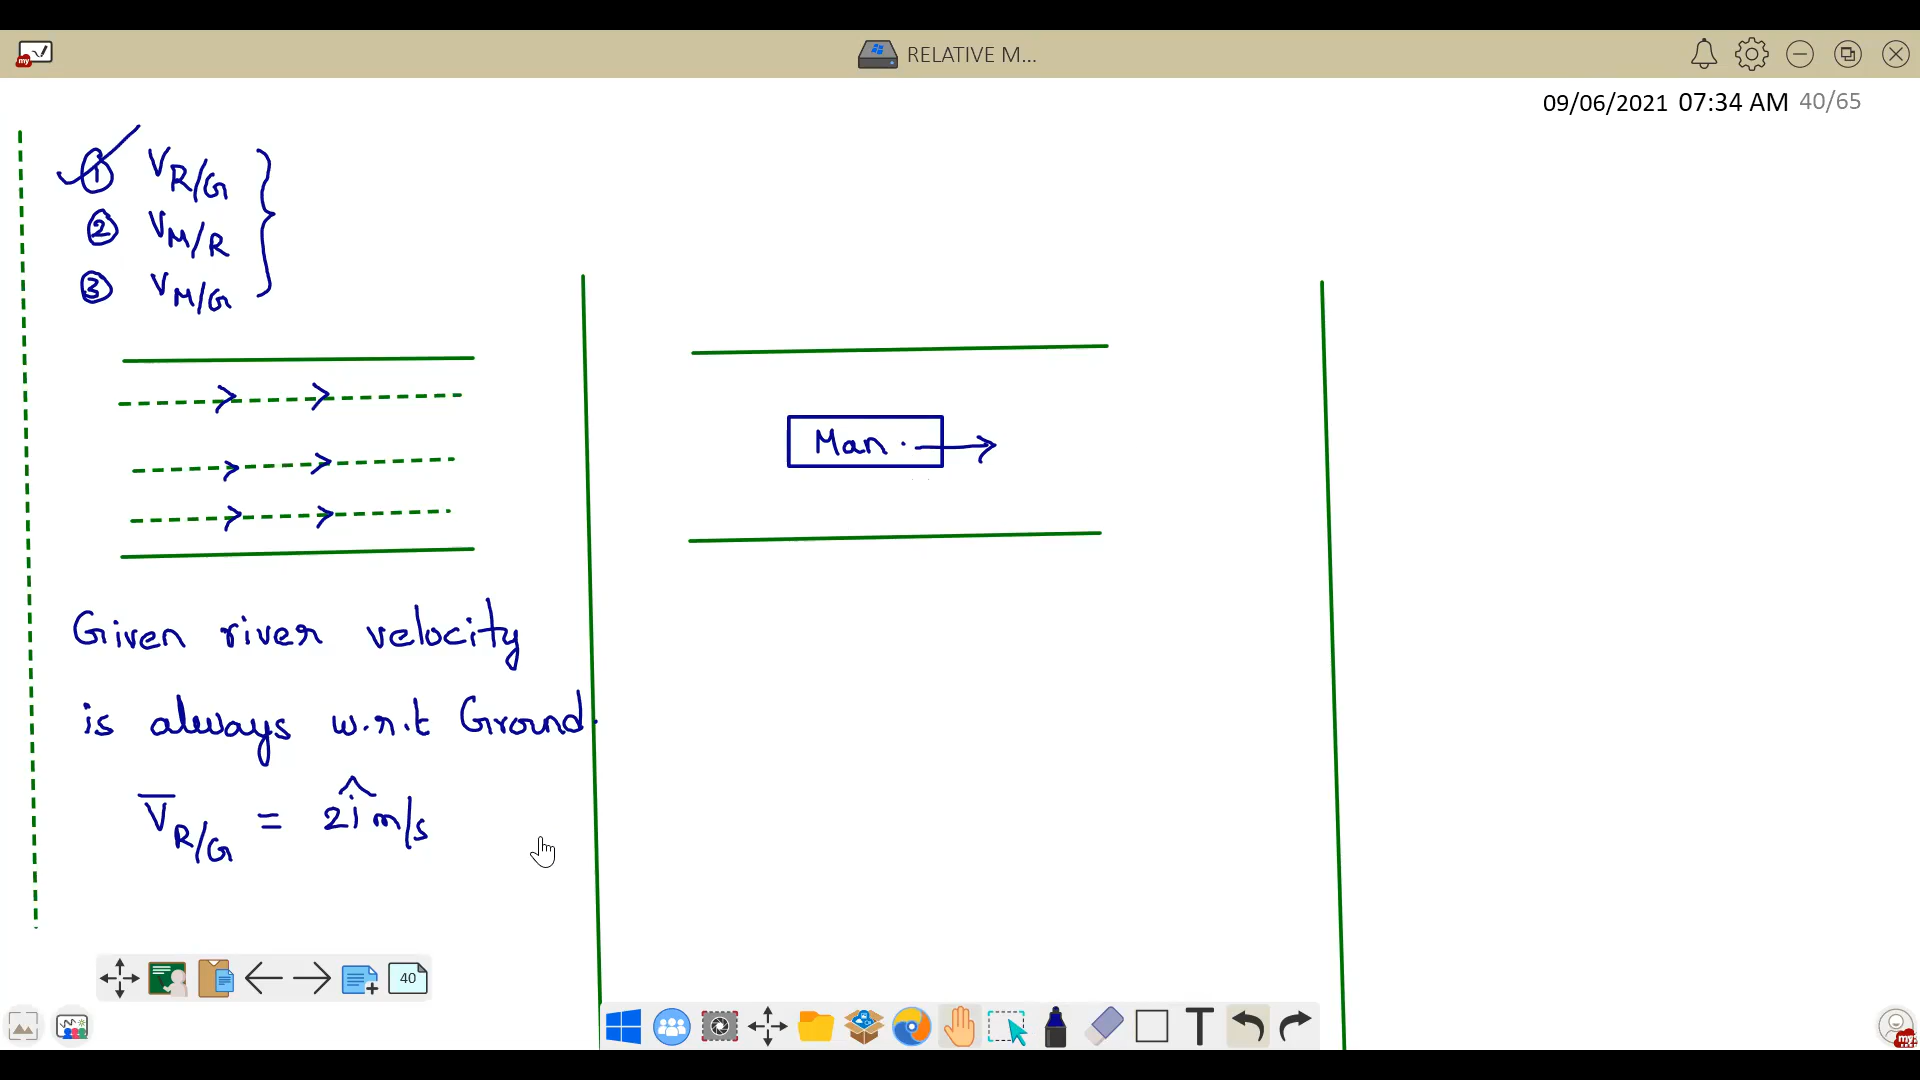 RELATIVE M...
09/06/2021 07:34 AM 40/65
① V_R/G
② V_M/R
③ V_M/G
Man.
Given river velocity
is always w.r.t Ground.
V̅_R/G = 2î m/s
40